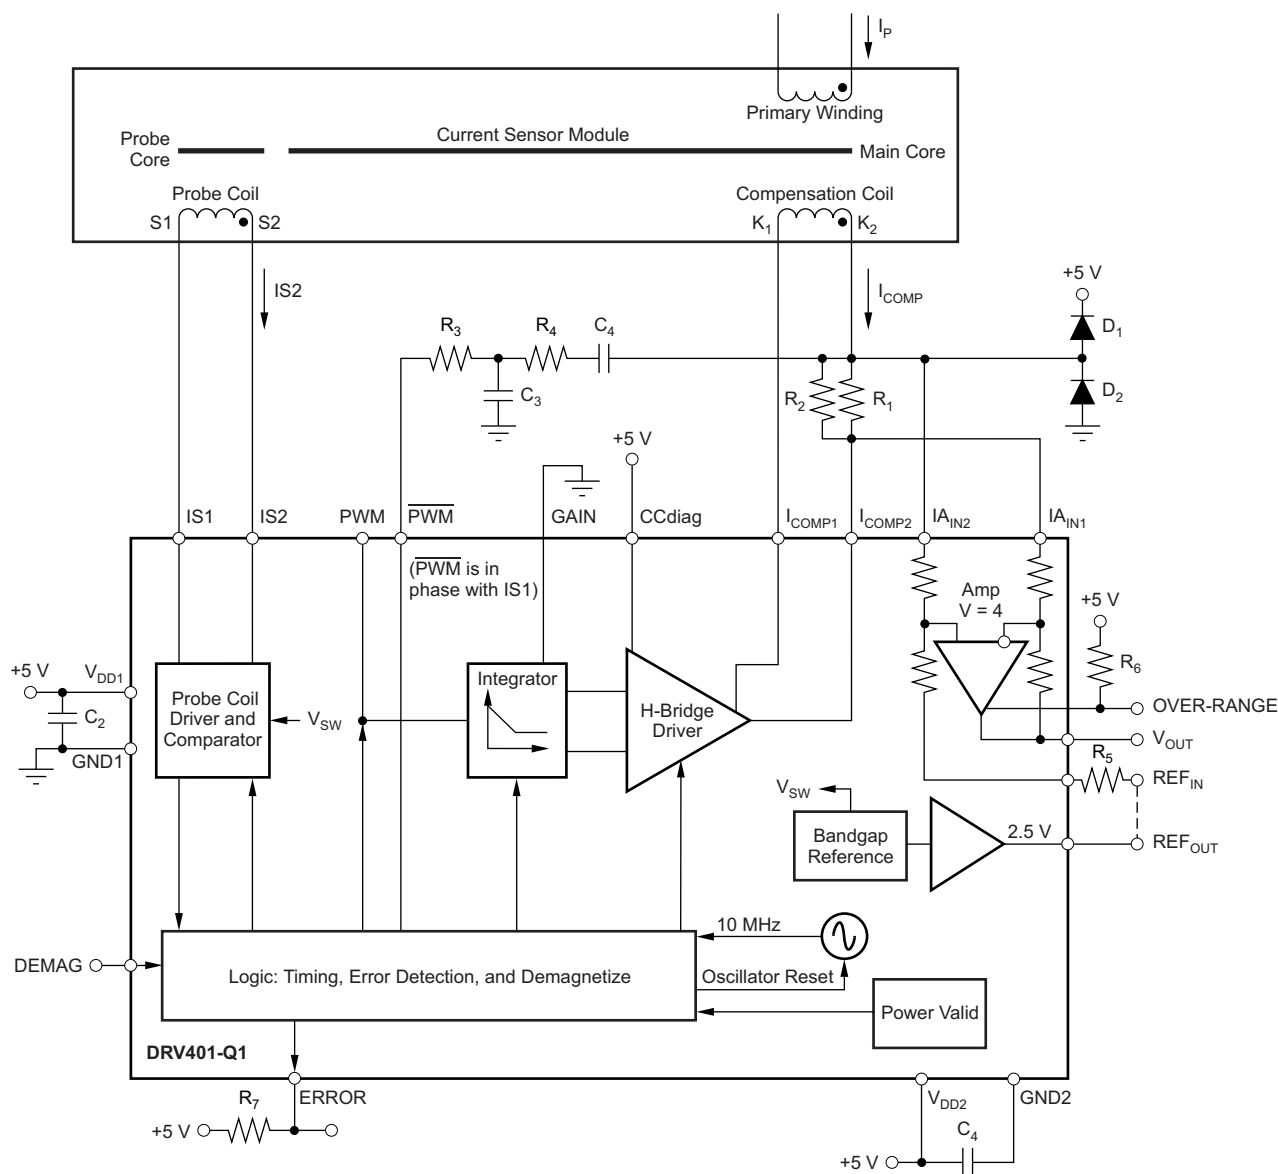 I_P
Primary Winding
Current Sensor Module
Probe
Core
Main Core
Probe Coil
Compensation Coil
S1
S2
K_1
K_2
IS2
I_COMP
+5 V
D_1
D_2
R_3
R_4
C_4
C_3
R_2
R_1
+5 V
IS1
IS2
PWM
P̅W̅M̅
GAIN
CCdiag
I_COMP1
I_COMP2
IA_IN2
IA_IN1
(P̅W̅M̅ is in
phase with IS1)
Amp
V = 4
+5 V
R_6
+5 V
V_DD1
C_2
GND1
Probe Coil
Driver and
Comparator
V_SW
Integrator
H-Bridge
Driver
OVER-RANGE
V_OUT
R_5
REF_IN
V_SW
Bandgap
Reference
2.5 V
REF_OUT
10 MHz
DEMAG
Logic: Timing, Error Detection, and Demagnetize
Oscillator Reset
Power Valid
DRV401-Q1
R_7
ERROR
+5 V
V_DD2
GND2
C_4
+5 V